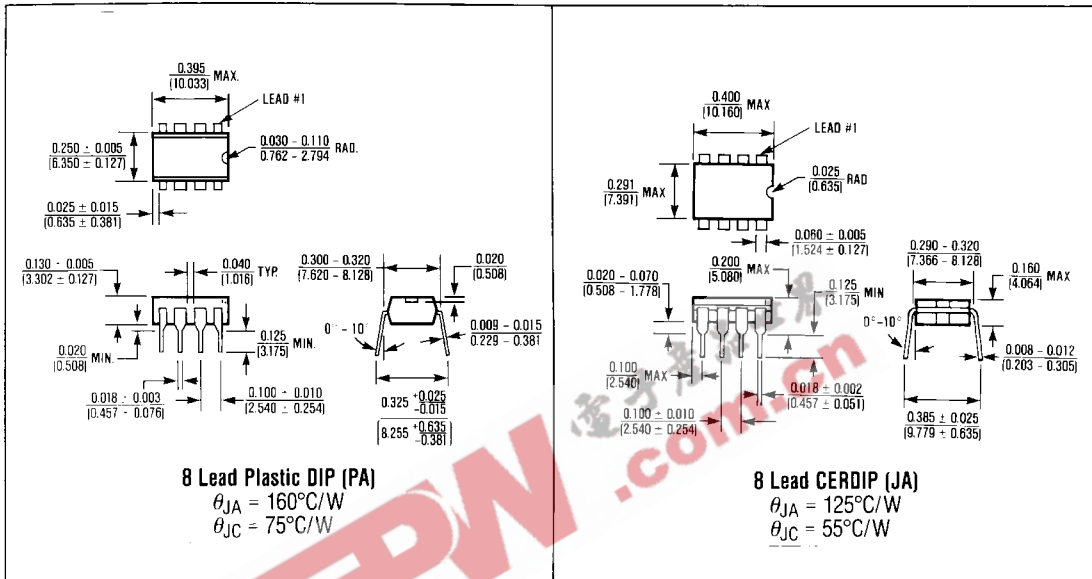 0.395
(10.033) MAX.
LEAD #1
0.250 ± 0.005
(6.350 ± 0.127)
0.030 - 0.110
0.762 - 2.794 RAD.
0.025 ± 0.015
(0.635 ± 0.381)
0.130 - 0.005
(3.302 ± 0.127)
0.040
(1.016) TYP.
0.300 - 0.320
(7.620 - 8.128)
0.020
(0.508)
0.020
(0.508) MIN.
0.125
(3.175) MIN.
0° - 10°
0.009 - 0.015
0.229 - 0.381
0.018 ± 0.003
(0.457 - 0.076)
0.100 ± 0.010
(2.540 ± 0.254)
0.325 +0.025
-0.015
8.255 +0.635
-0.381
8 Lead Plastic DIP (PA)
θJA = 160°C/W
θJC = 75°C/W
0.400
(10.160) MAX
LEAD #1
0.291
(7.391) MAX
0.025
(0.635) RAD
0.060 ± 0.005
(1.524 ± 0.127)
0.020 - 0.070
(0.508 - 1.778)
0.200
(5.080) MAX
0.290 - 0.320
(7.366 - 8.128)
0.160
(4.064) MAX
0.125
(3.175) MIN
0°-10°
0.008 - 0.012
(0.203 - 0.305)
0.100
(2.540) MAX
0.018 ± 0.002
(0.457 ± 0.051)
0.100 ± 0.010
(2.540 ± 0.254)
0.385 ± 0.025
(9.779 ± 0.635)
8 Lead CERDIP (JA)
θJA = 125°C/W
θJC = 55°C/W
.com.cn